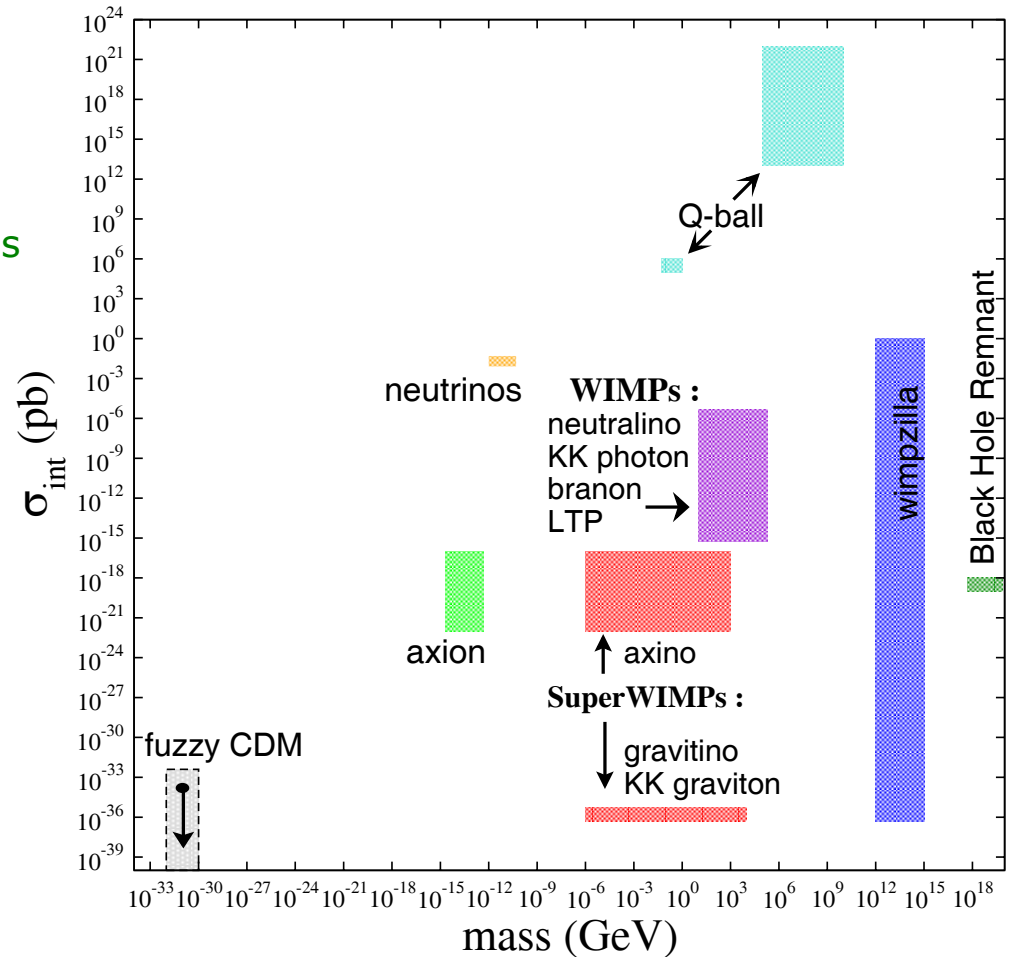 10^24
10^21
10^18
10^15
10^12
10^9
10^6
10^3
10^0
10^-3
10^-6
10^-9
10^-12
10^-15
10^-18
10^-21
10^-24
10^-27
10^-30
10^-33
10^-36
10^-39
σ_int (pb)
s
Q-ball
neutrinos
WIMPs :
neutralino
KK photon
branon
LTP
wimpzilla
Black Hole Remnant
axion
axino
SuperWIMPs :
gravitino
KK graviton
fuzzy CDM
10^-33 10^-30 10^-27 10^-24 10^-21 10^-18 10^-15 10^-12 10^-9 10^-6 10^-3 10^0 10^3 10^6 10^9 10^12 10^15 10^18
mass (GeV)